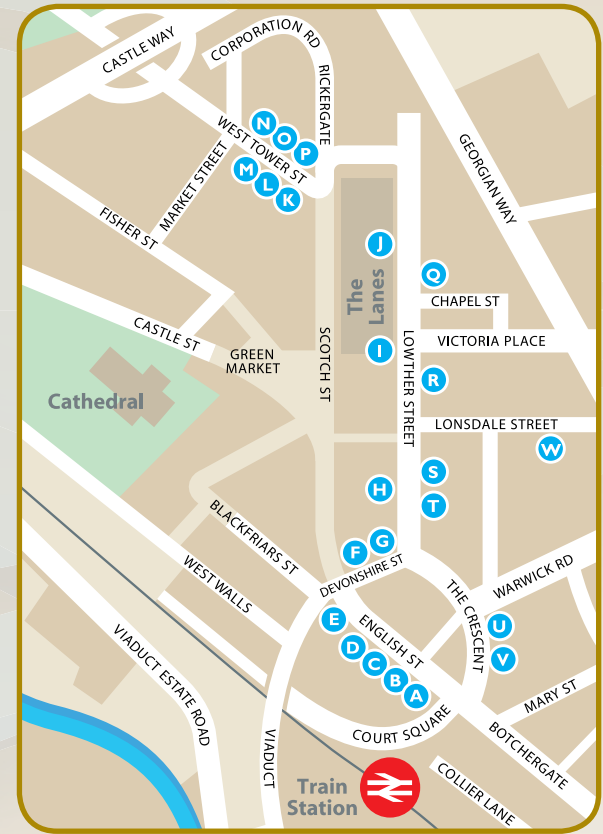 CASTLE WAY
CORPORATION RD
RICKERGATE
N
O
P
WEST TOWER ST
M
L
K
MARKET STREET
FISHER ST
GEORGIAN WAY
J
The
Lanes
Q
CHAPEL ST
CASTLE ST
GREEN
MARKET
SCOTCH ST
I
LOWTHER STREET
VICTORIA PLACE
R
Cathedral
LONSDALE STREET
W
S
H
T
BLACKFRIARS ST
G
F
DEVONSHIRE ST
WEST WALLS
THE CRESCENT
WARWICK RD
E
ENGLISH ST
U
D
V
C
B
A
VIADUCT ESTATE ROAD
MARY ST
COURT SQUARE
BOTCHERGATE
VIADUCT
Train
Station
COLLIER LANE